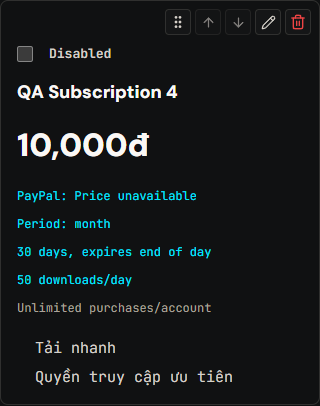 Disabled
QA Subscription 4
10,000đ
PayPal: Price unavailable
Period: month
30 days, expires end of day
50 downloads/day
Unlimited purchases/account
Tải nhanh
Quyền truy cập ưu tiên